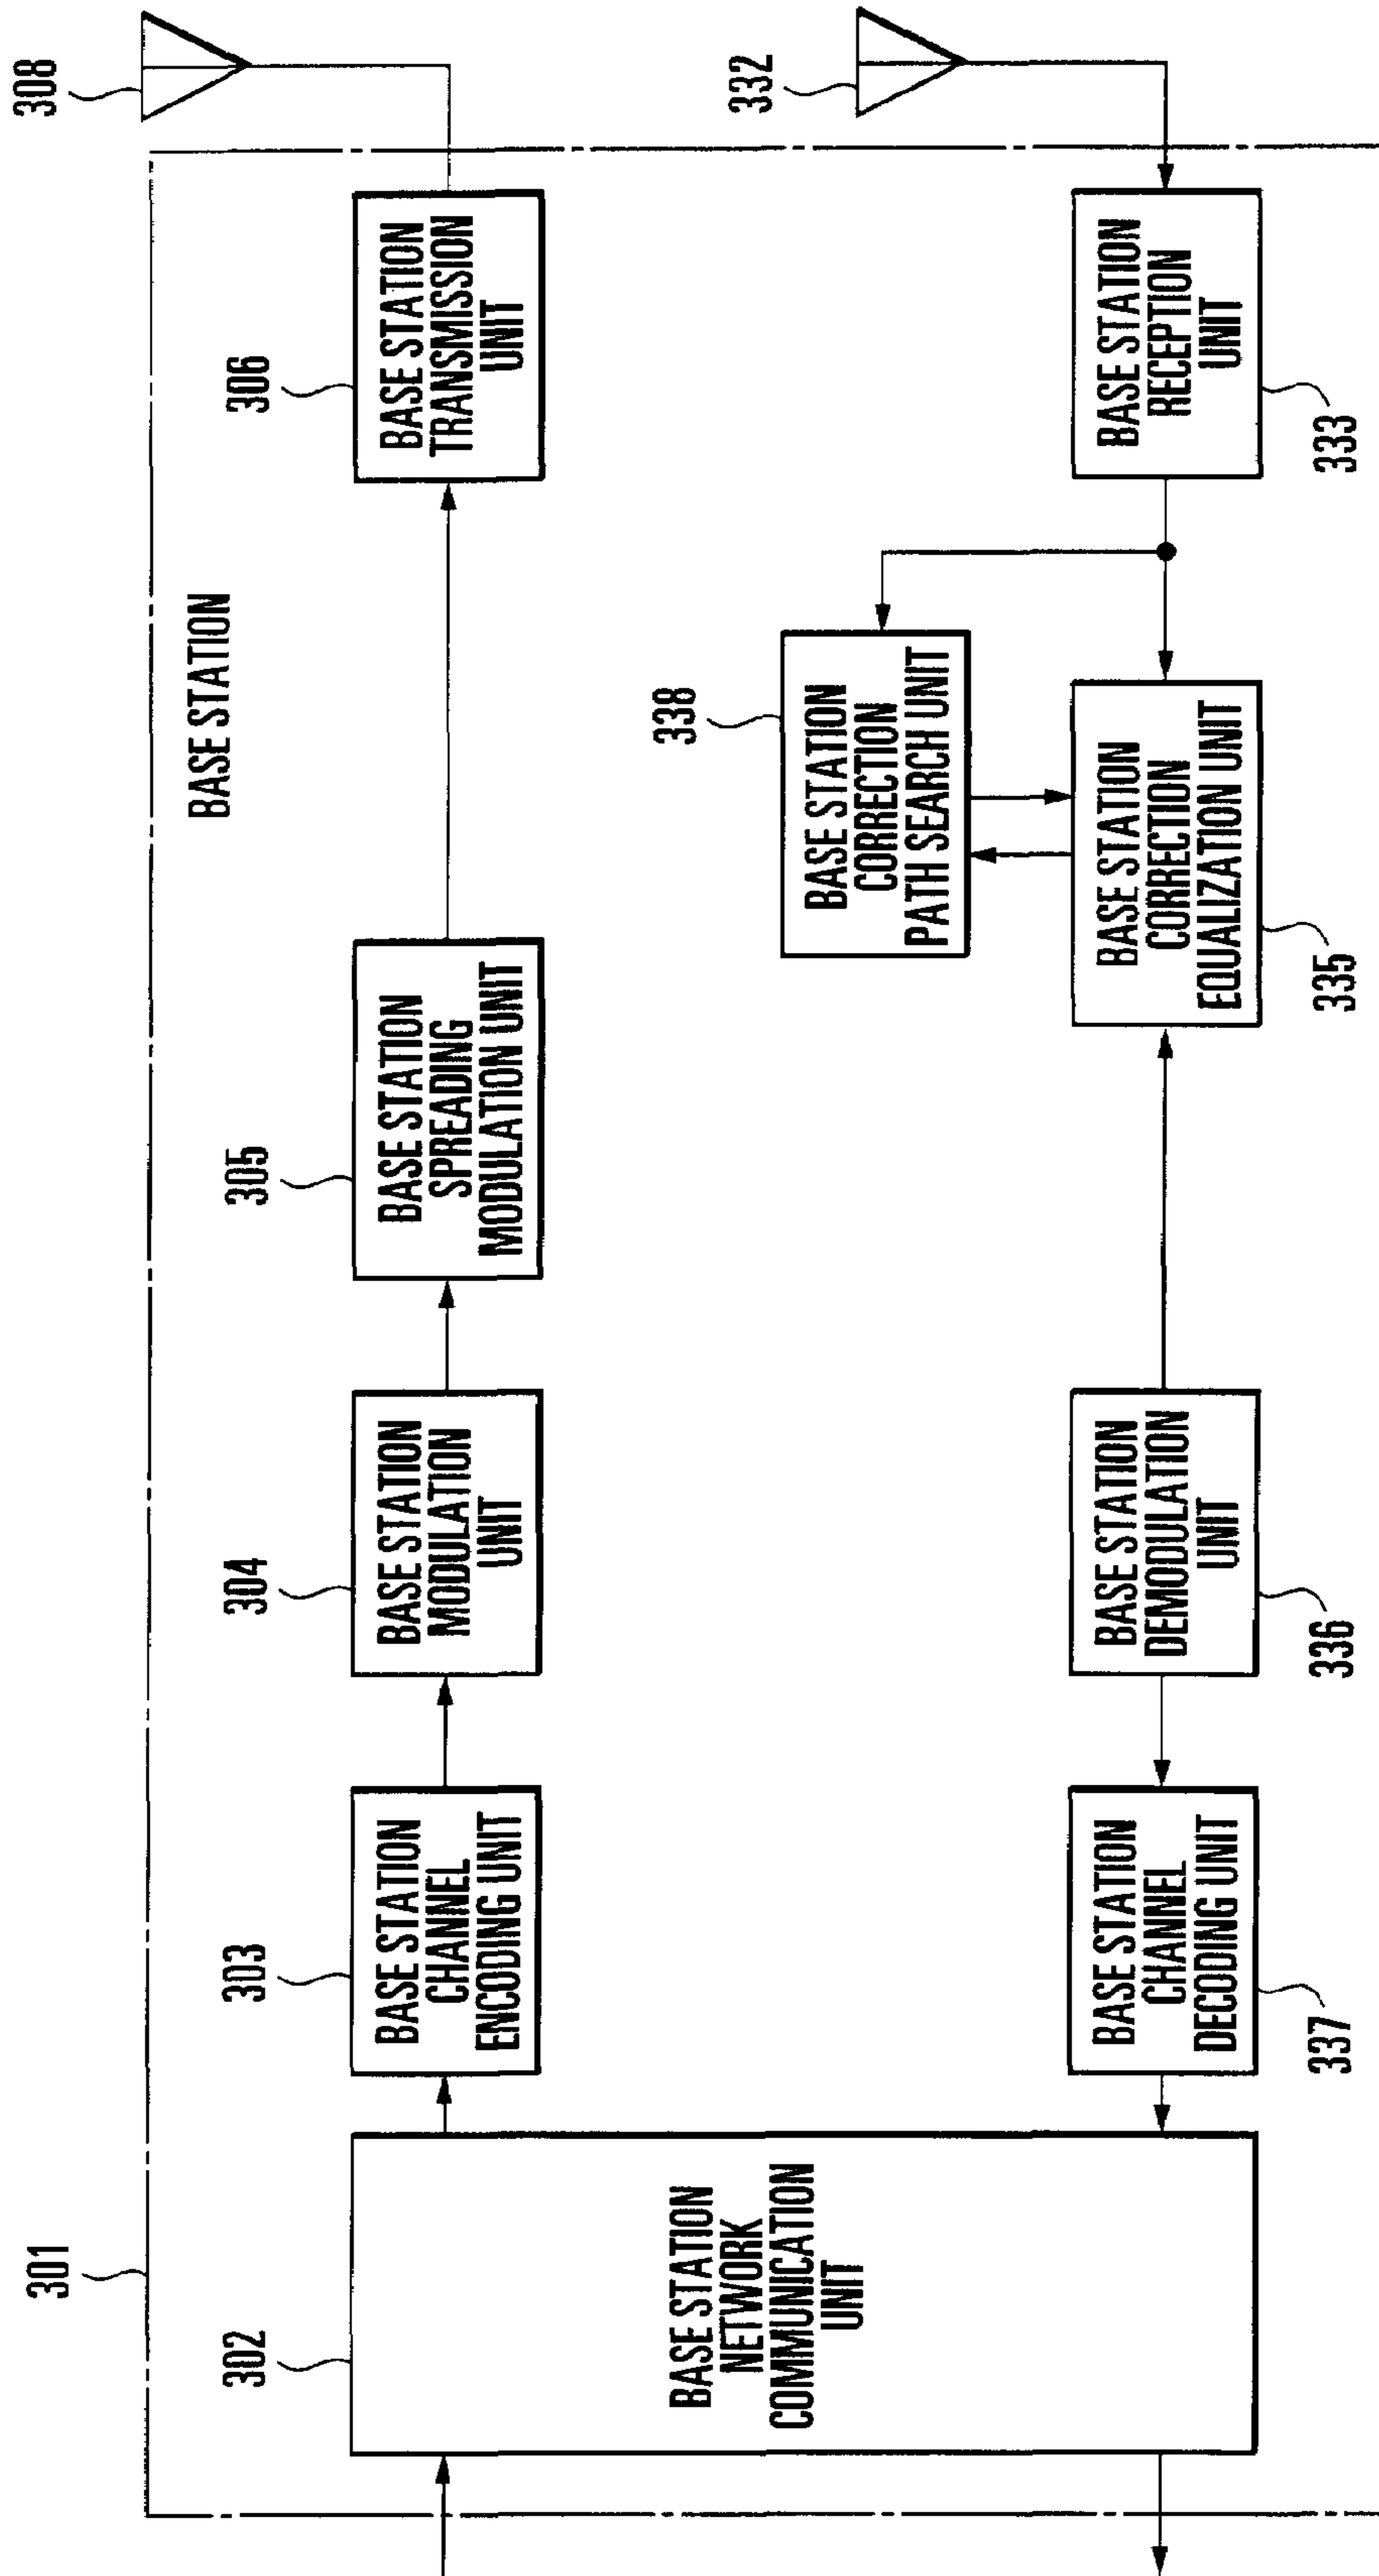 301
BASE STATION
302
BASE STATION
NETWORK
COMMUNICATION
UNIT
303
BASE STATION
CHANNEL
ENCODING UNIT
304
BASE STATION
MODULATION
UNIT
305
BASE STATION
SPREADING
MODULATION UNIT
306
BASE STATION
TRANSMISSION
UNIT
308
337
BASE STATION
CHANNEL
DECODING UNIT
336
BASE STATION
DEMODULATION
UNIT
335
BASE STATION
CORRECTION
EQUALIZATION UNIT
338
BASE STATION
CORRECTION
PATH SEARCH UNIT
333
BASE STATION
RECEPTION
UNIT
332